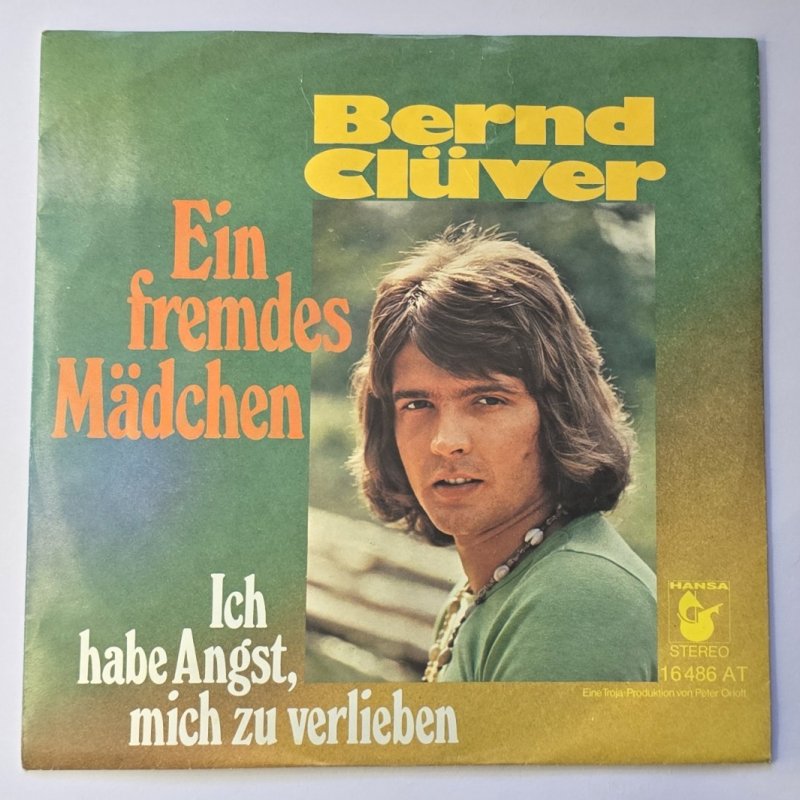 Bernd
Clüver
Ein
fremdes
Mädchen
Ich
habe Angst,
mich zu verlieben
HANSA
STEREO
16 486 AT
Eine Troja-Produktion von Peter Orloff